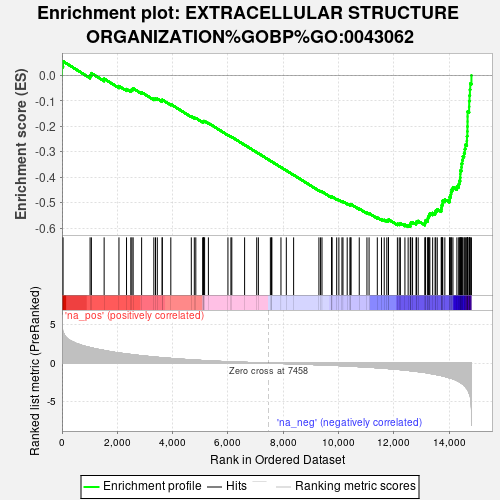 Enrichment plot: EXTRACELLULAR STRUCTURE
ORGANIZATION%GOBP%GO:0043062
Enrichment score (ES)
0.0
-0.1
-0.2
-0.3
-0.4
-0.5
-0.6
'na_pos' (positively correlated)
Ranked list metric (PreRanked)
5
0
-5
Zero cross at 7458
'na_neg' (negatively correlated)
0
2,000
4,000
6,000
8,000
10,000
12,000
14,000
Rank in Ordered Dataset
Enrichment profile
Hits
Ranking metric scores